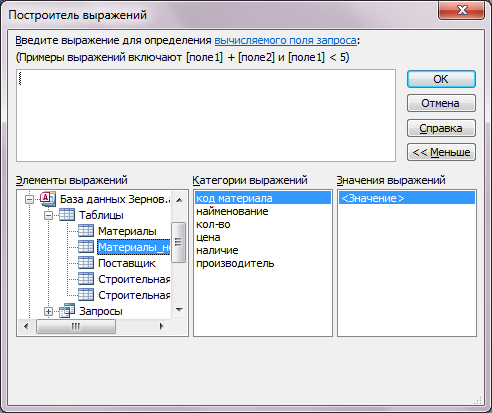 Построитель выражений
Введите выражение для определения вычисляемого поля запроса:
(Примеры выражений включают [поле1] + [поле2] и [поле1] < 5)
ОК
Отмена
Справка
<< Меньше
Элементы выражений
База данных Зернов.a
Таблицы
Материалы
Материалы_н
Поставщик
Строительная
Строительная
Запросы
Категории выражений
код материала
найменование
кол-во
цена
наличие
производитель
Значения выражений
<Значение>